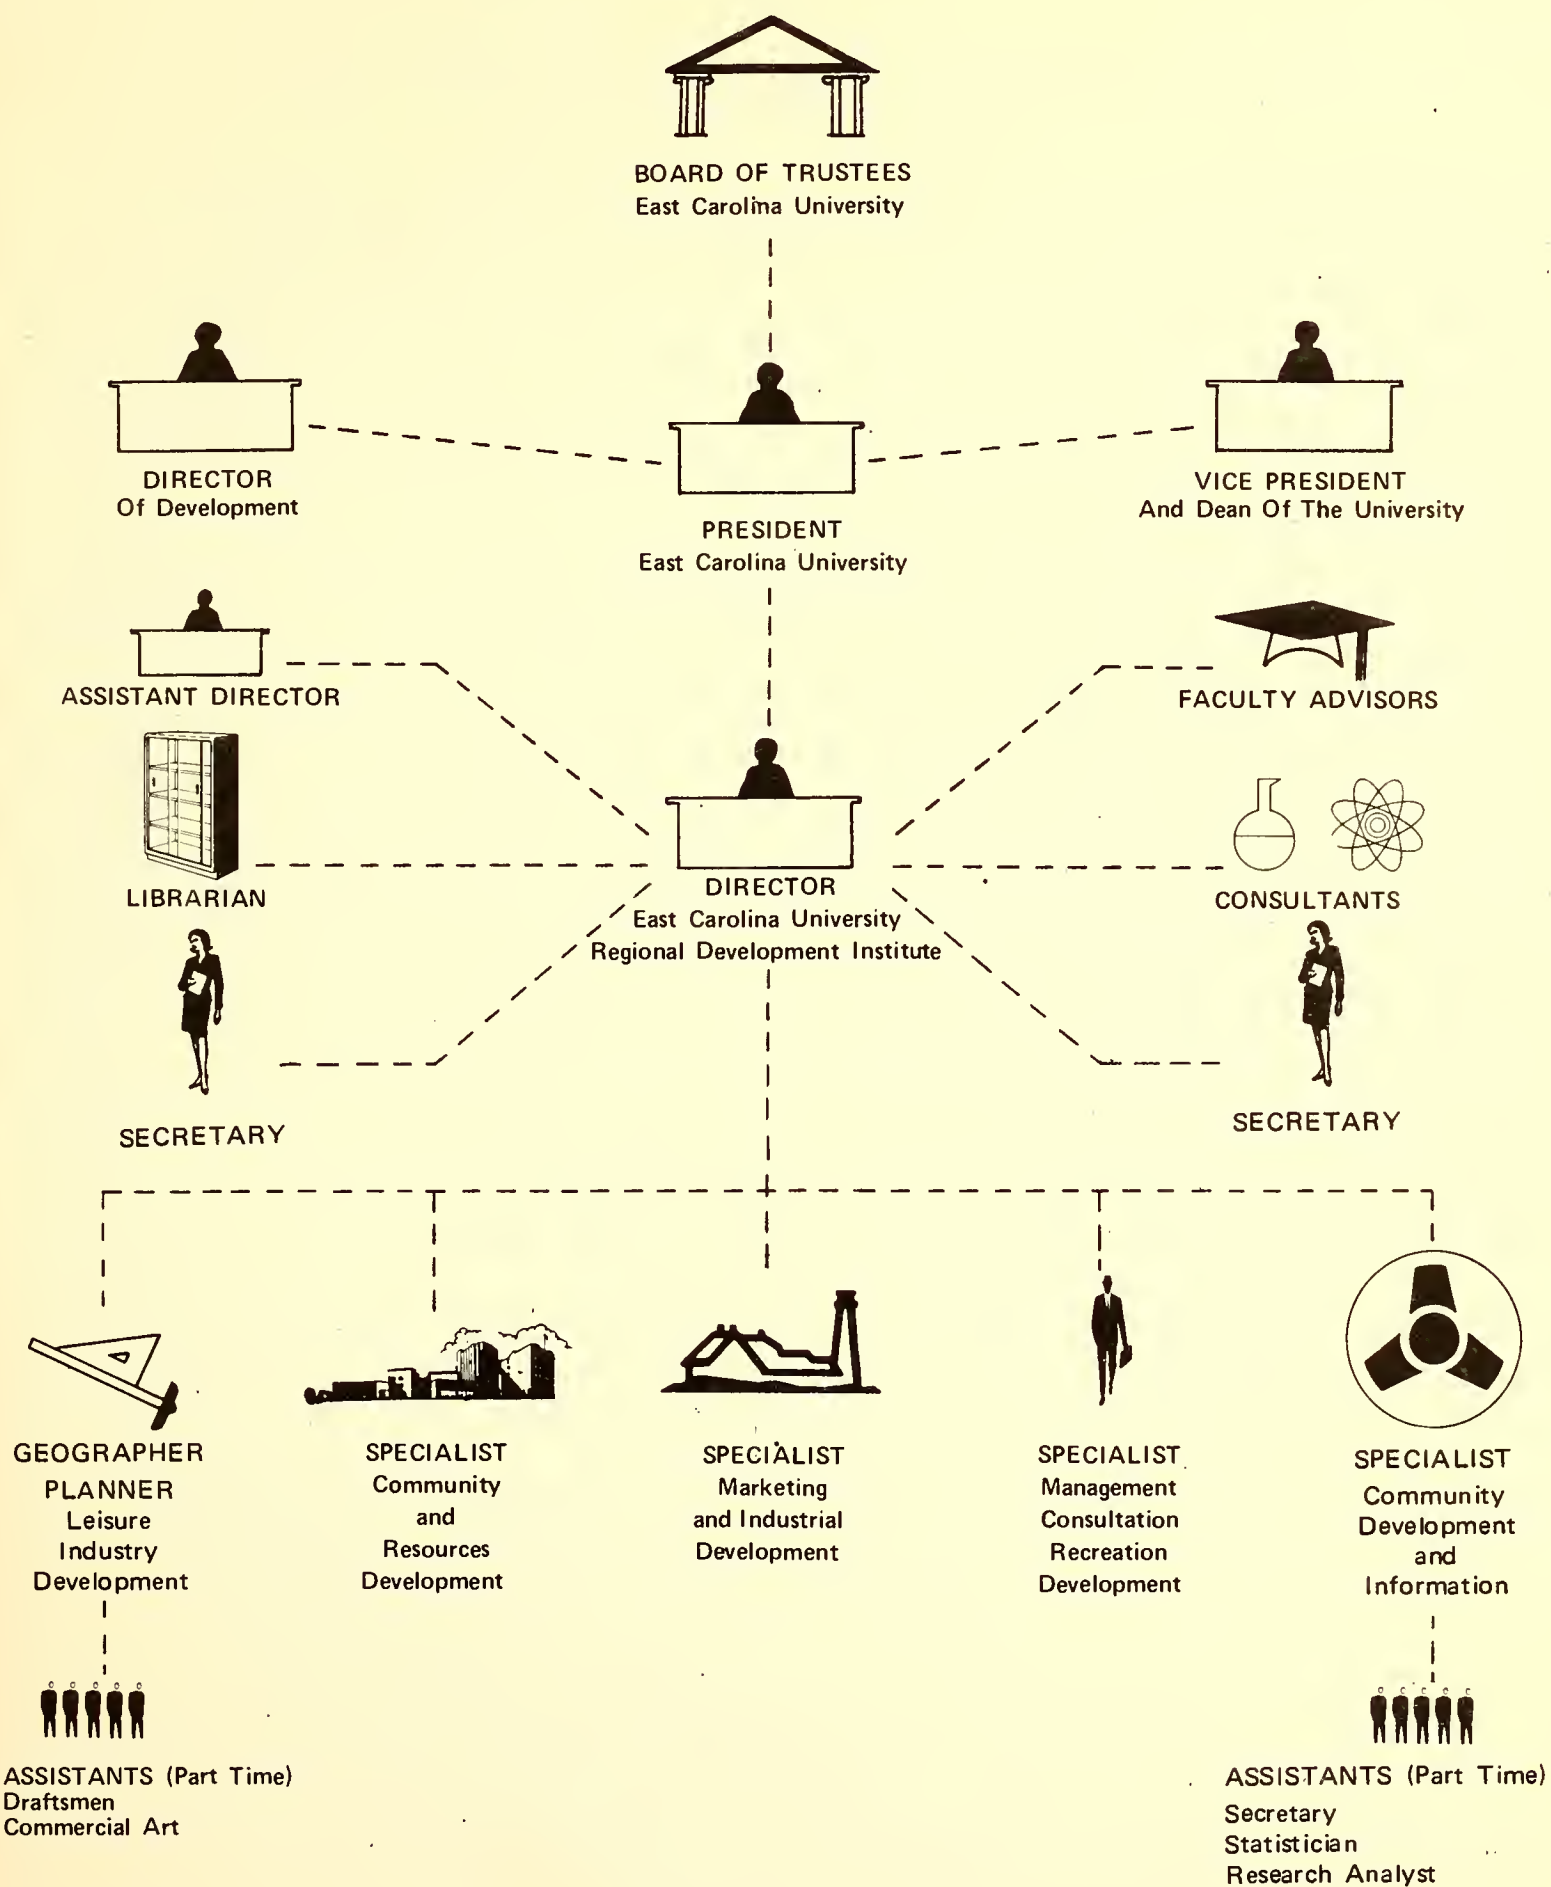 BOARD OF TRUSTEES
East Carolina University
DIRECTOR
Of Development
PRESIDENT
East Carolina University
VICE PRESIDENT
And Dean Of The University
ASSISTANT DIRECTOR
FACULTY ADVISORS
LIBRARIAN
DIRECTOR
East Carolina University
Regional Development Institute
CONSULTANTS
SECRETARY
SECRETARY
GEOGRAPHER
PLANNER
Leisure
Industry
Development
SPECIALIST
Community
and
Resources
Development
SPECIALIST
Marketing
and Industrial
Development
SPECIALIST
Management
Consultation
Recreation
Development
SPECIALIST
Community
Development
and
Information
ASSISTANTS (Part Time)
Draftsmen
Commercial Art
ASSISTANTS (Part Time)
Secretary
Statistician
Research Analyst